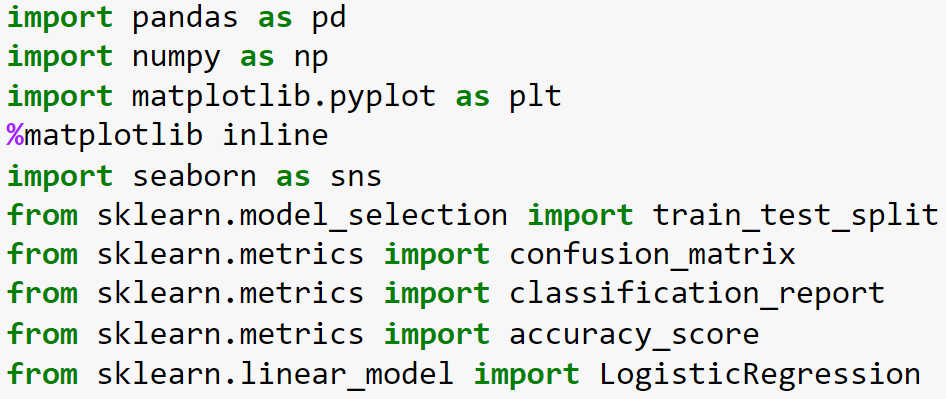 import pandas as pd
import numpy as np
import matplotlib.pyplot as plt
%matplotlib inline
import seaborn as sns
from sklearn.model_selection import train_test_split
from sklearn.metrics import confusion_matrix
from sklearn.metrics import classification_report
from sklearn.metrics import accuracy_score
from sklearn.linear_model import LogisticRegression